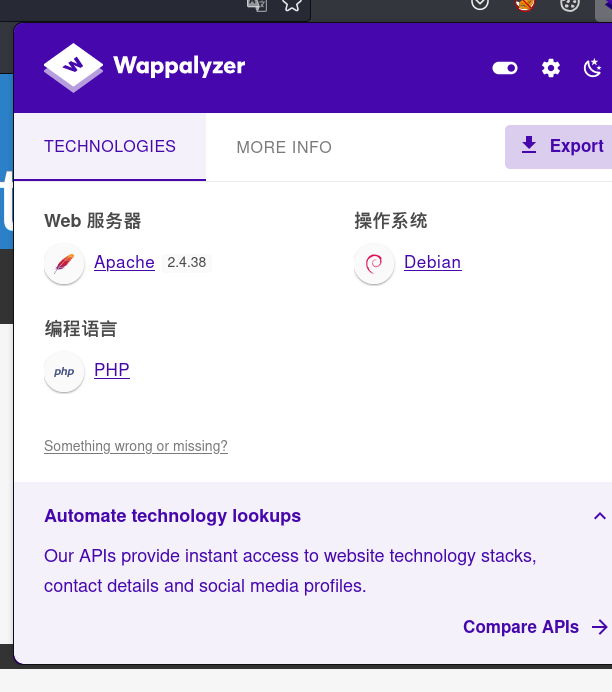 Wappalyzer
TECHNOLOGIES
MORE INFO
Export
Web 服务器
操作系统
Apache 2.4.38
Debian
编程语言
php PHP
Something wrong or missing?
Automate technology lookups
Our APIs provide instant access to website technology stacks,
contact details and social media profiles.
Compare APIs